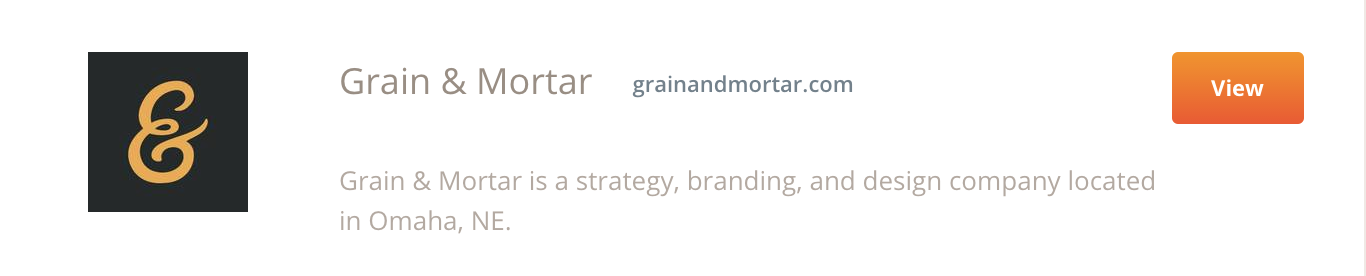 &
Grain & Mortar
grainandmortar.com
View
Grain & Mortar is a strategy, branding, and design company located
in Omaha, NE.